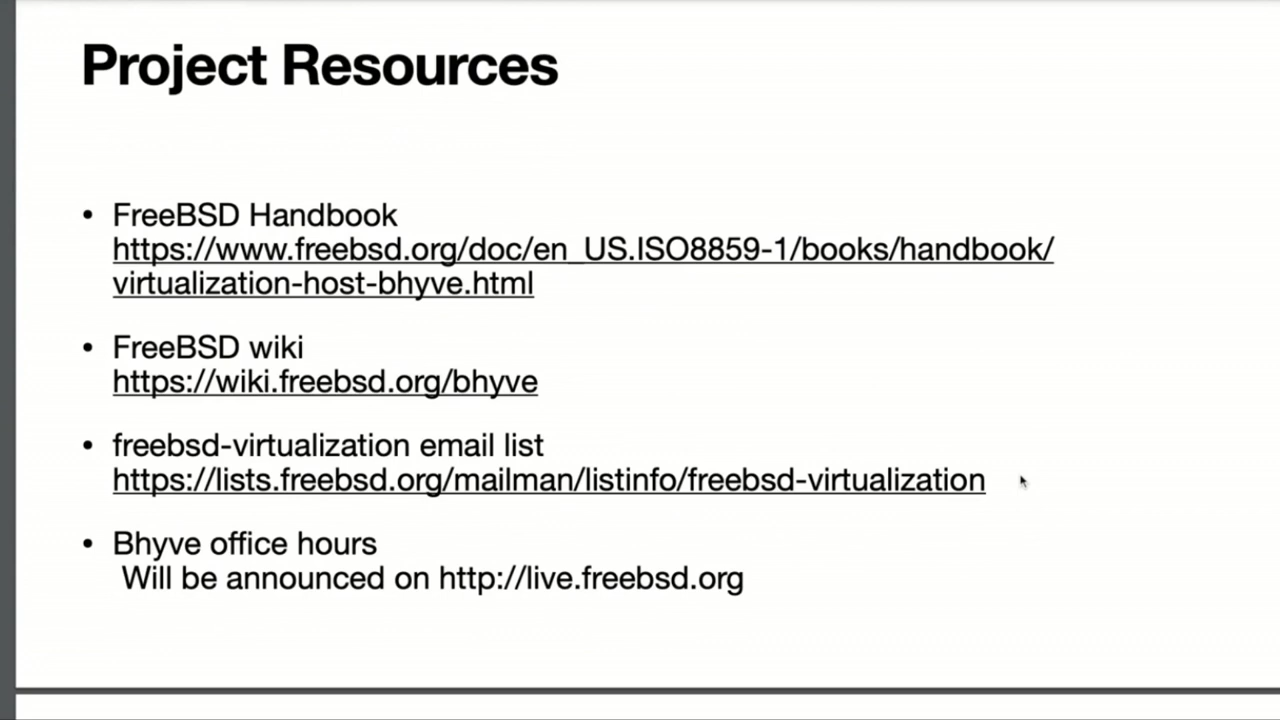 Project Resources
• FreeBSD Handbook
https://www.freebsd.org/doc/en_US.ISO8859-1/books/handbook/
virtualization-host-bhyve.html
• FreeBSD wiki
https://wiki.freebsd.org/bhyve
• freebsd-virtualization email list
https://lists.freebsd.org/mailman/listinfo/freebsd-virtualization
• Bhyve office hours
Will be announced on http://live.freebsd.org